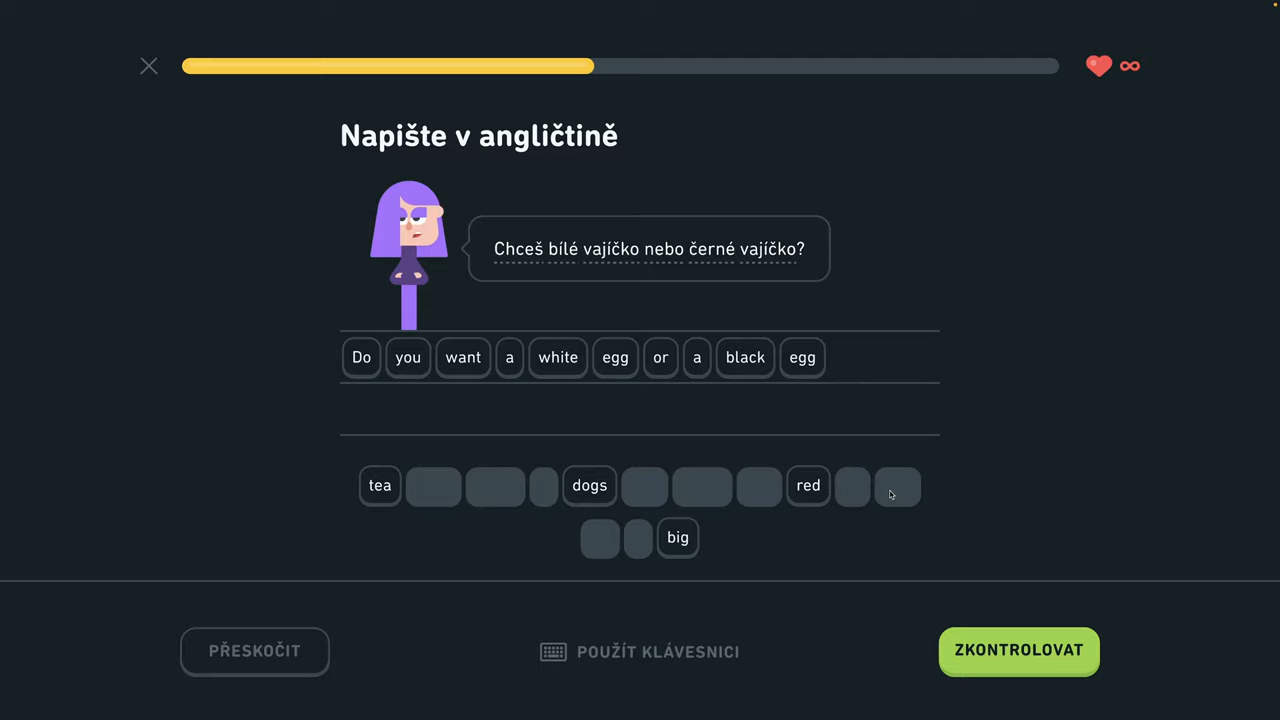 Napište v angličtině
Chceš bílé vajíčko nebo černé vajíčko?
Do you want a white egg or a black egg
tea dogs red
big
PŘESKOČIT POUŽÍT KLÁVESNICI ZKONTROLOVAT